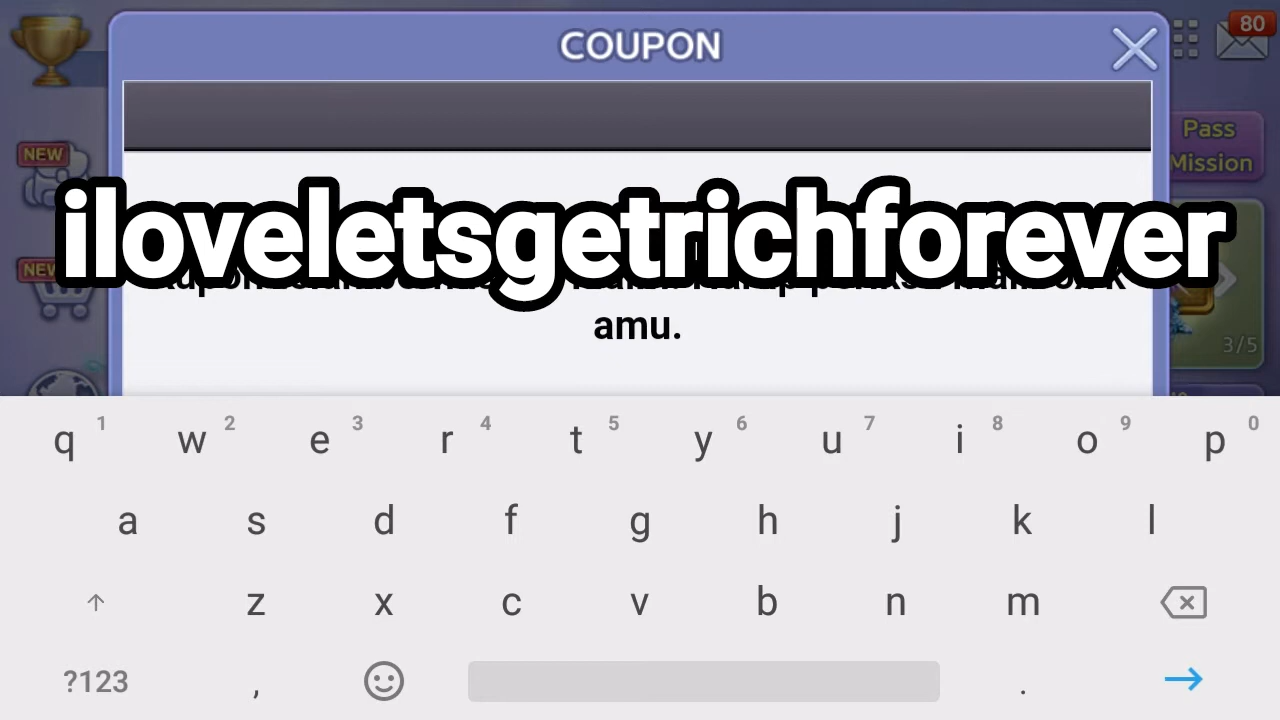 COUPON
80
NEW
Pass
Mission
iloveletsgetrichforever
NEW
amu.
3/5
q 1 w 2 e 3 r 4 t 5 y 6 u 7 i 8 o 9 p 0
a s d f g h j k l
z x c v b n m
?123 , .